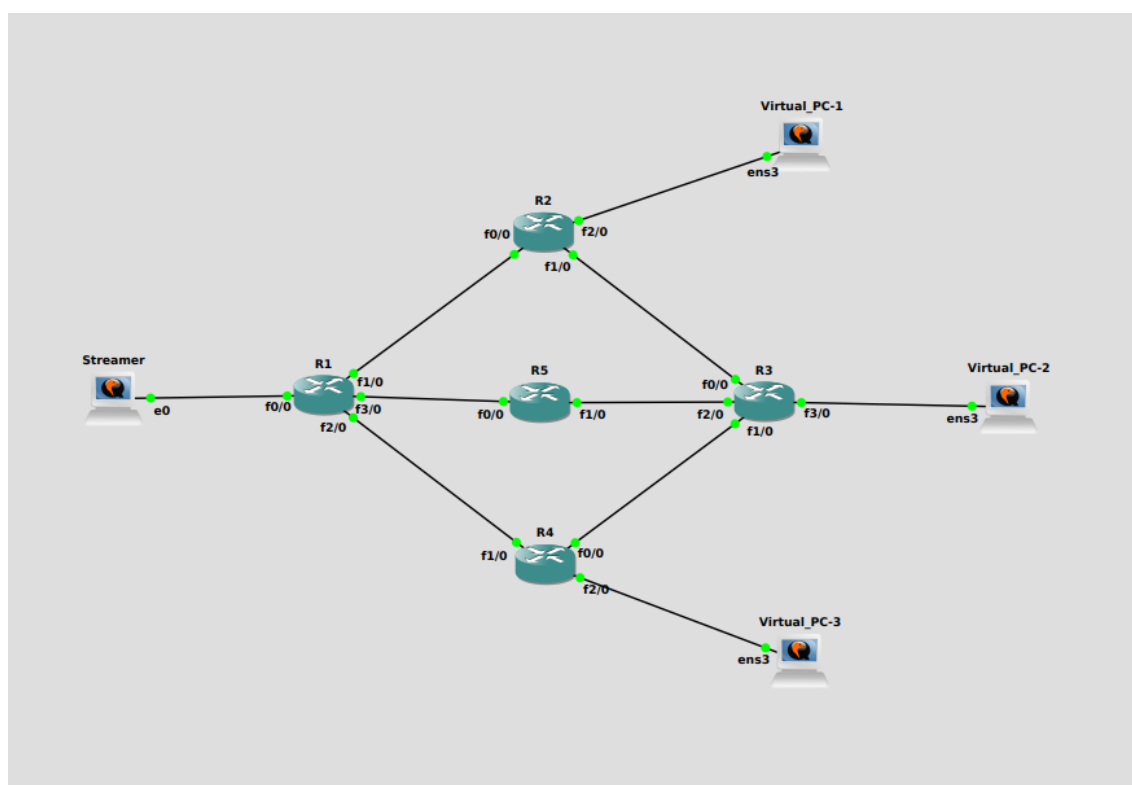 Virtual_PC-1
ens3
R2
f0/0
f2/0
f1/0
Streamer
e0
R1
f0/0
f1/0
f3/0
f2/0
R5
f0/0
f1/0
R3
f0/0
f2/0
f3/0
f1/0
Virtual_PC-2
ens3
R4
f1/0
f0/0
f2/0
Virtual_PC-3
ens3